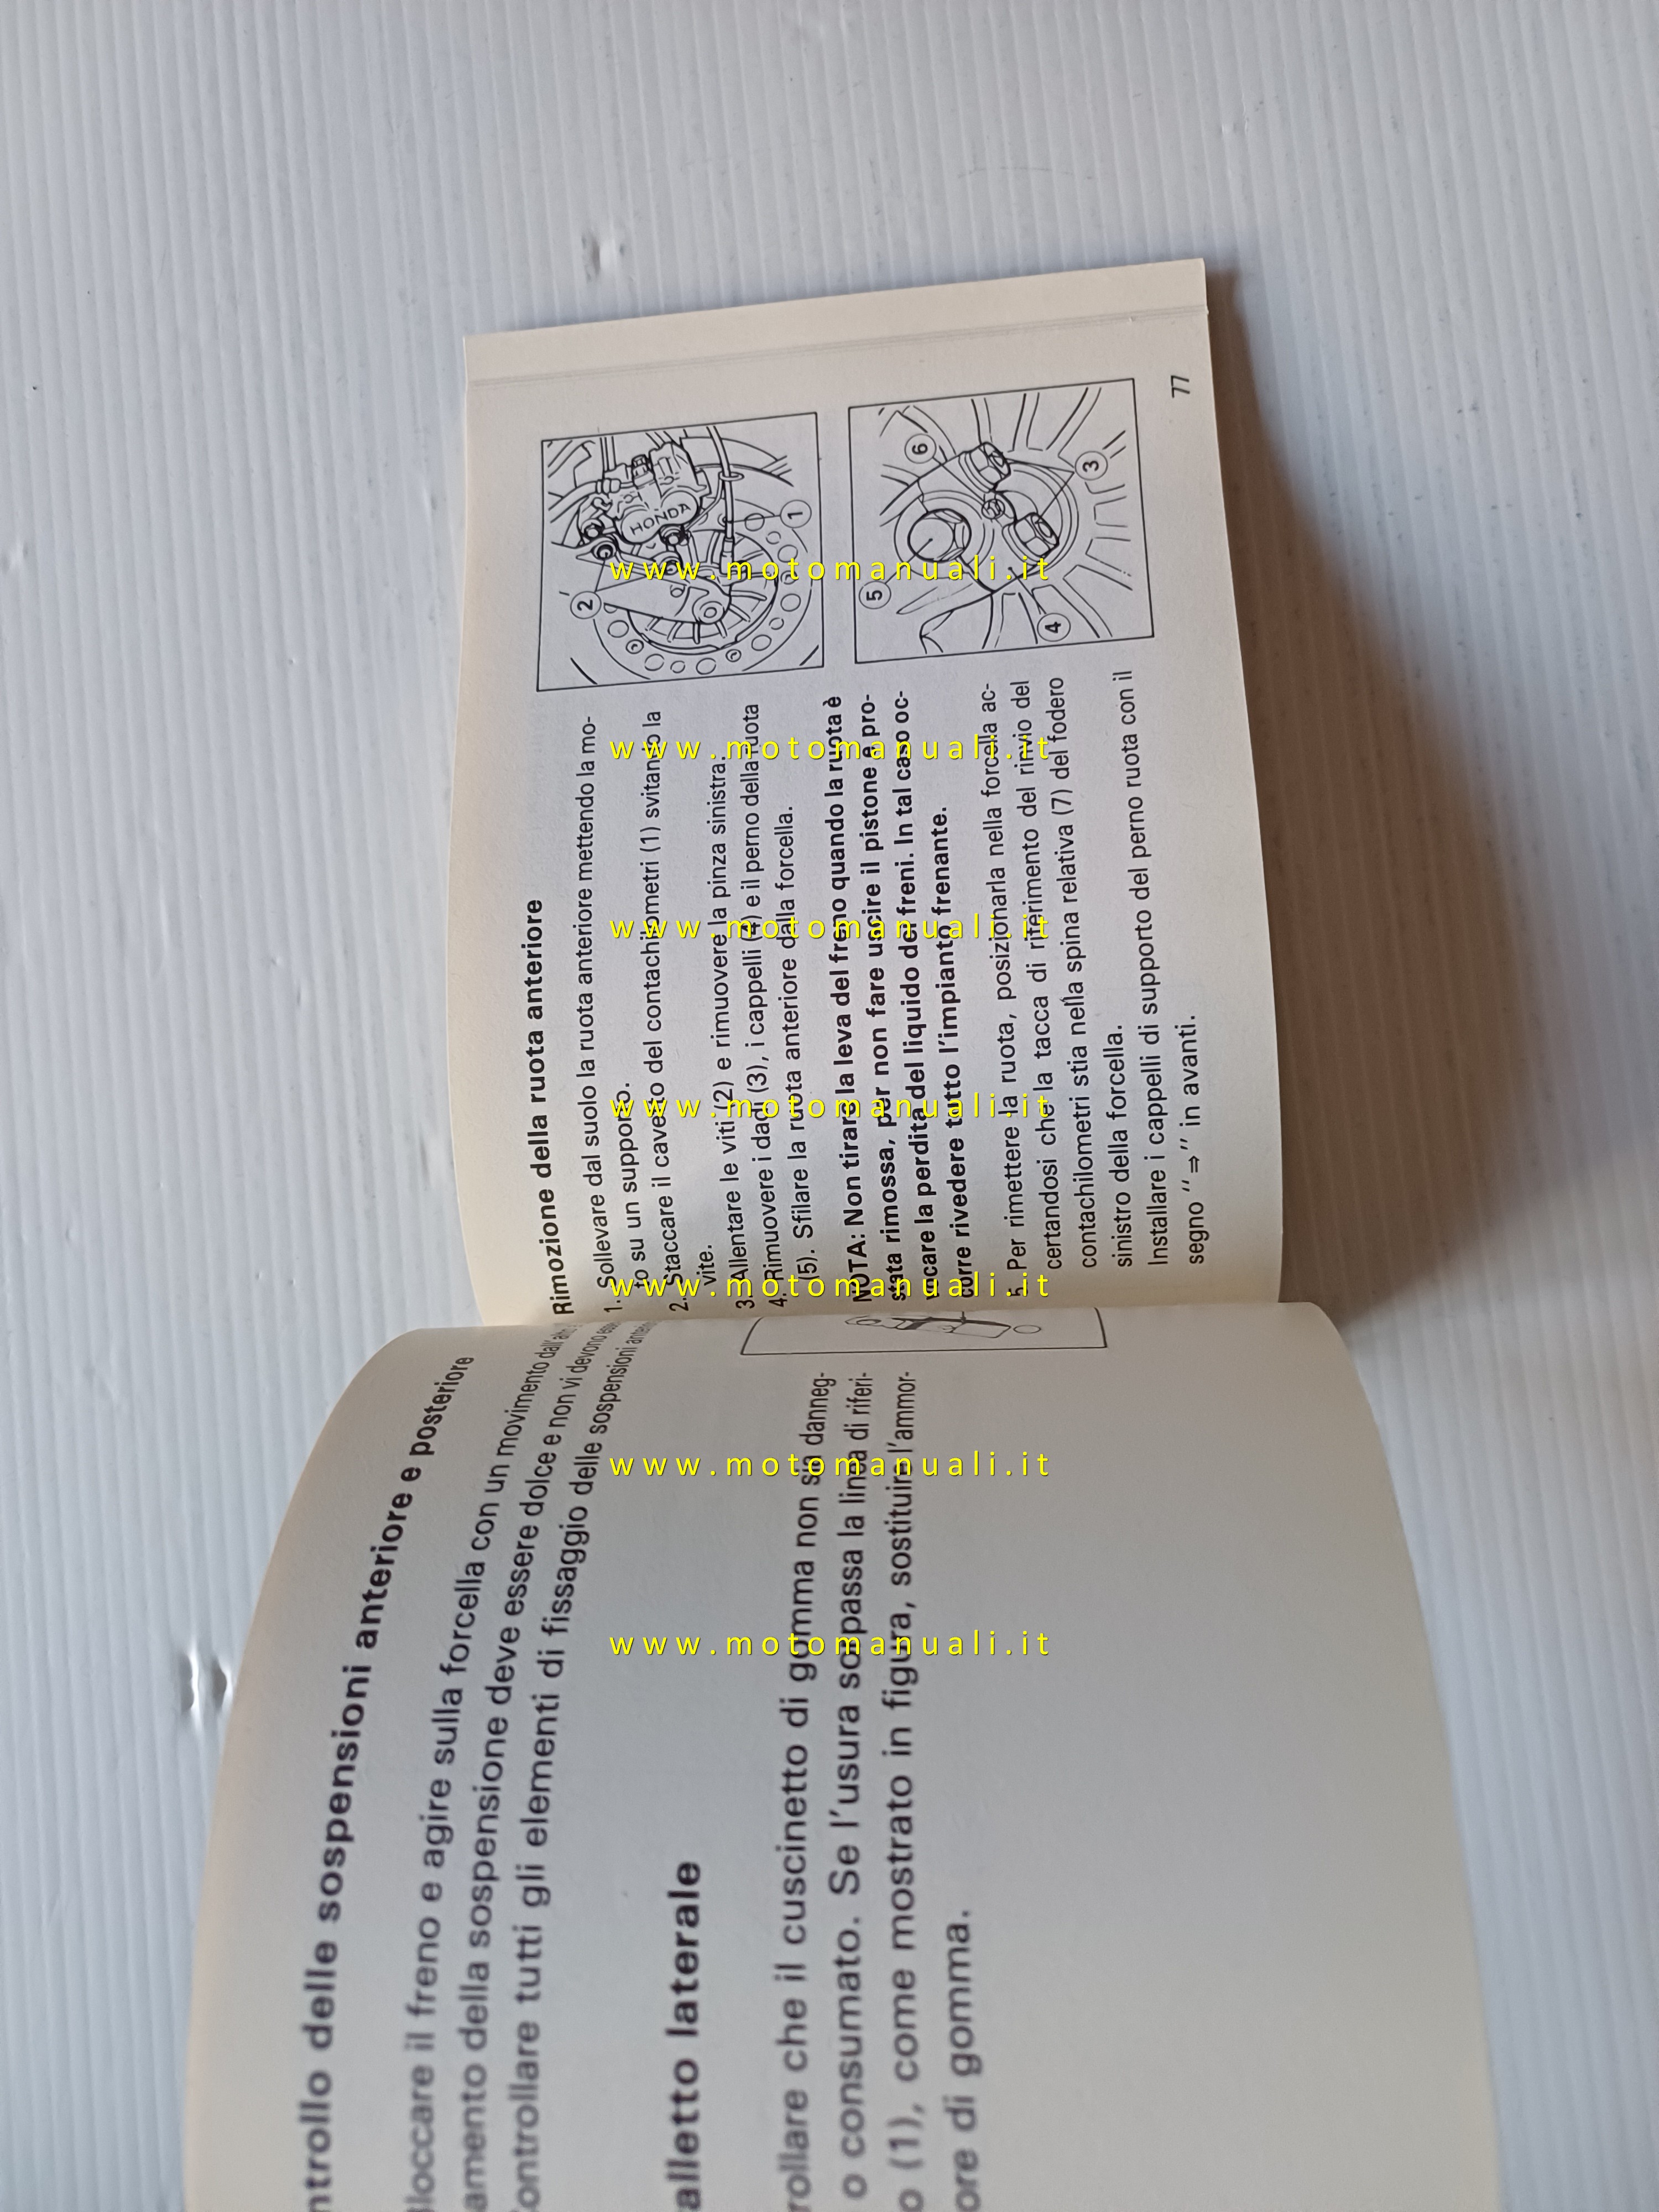 ntrollo delle sospensioni anteriore e posteriore
loccare il freno e agire sulla forcella con un movimento dall'alto
amento della sospensione deve essere dolce e non vi devono
ontrollare tutti gli elementi di fissaggio delle sospensioni
alletto laterale
rollare che il cuscinetto di gomma non sia danneg-
o consumato. Se l'usura sorpassa la linea di riferi-
o (1), come mostrato in figura, sostituire l'ammor-
ore di gomma.
Rimozione della ruota anteriore
1. Sollevare dal suolo la ruota anteriore mettendo la mo-
to su un supporto.
2. Staccare il cavetto del contachilometri (1) svitando la
vite.
3. Allentare le viti (2) e rimuovere la pinza sinistra.
4. Rimuovere i dadi (3), i cappelli (4) e il perno della ruota
(5). Sfilare la ruota anteriore dalla forcella.
NOTA: Non tirare la leva del freno quando la ruota è
stata rimossa, per non fare uscire il pistone e pro-
vocare la perdita del liquido dei freni. In tal caso oc-
corre rivedere tutto l'impianto frenante.
5. Per rimettere la ruota, posizionarla nella forcella ac-
certandosi che la tacca di riferimento del rinvio del
contachilometri stia nella spina relativa (7) del fodero
sinistro della forcella.
Installare i cappelli di supporto del perno ruota con il
segno "⇒" in avanti.
2
HONDA
1
5
6
4
3
77
www.motomanuali.it
www.motomanuali.it
www.motomanuali.it
www.motomanuali.it
www.motomanuali.it
www.motomanuali.it
www.motomanuali.it